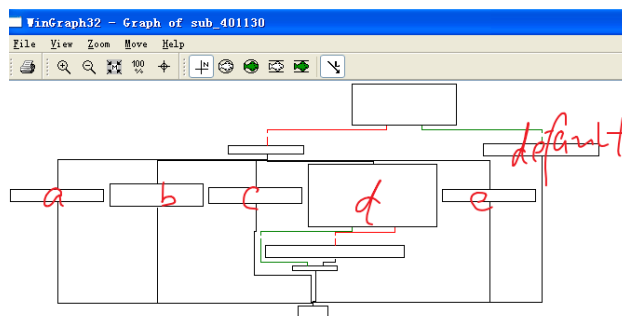 WinGraph32 - Graph of sub_401130
File View Zoom Move Help
100 %
N
default
a b c d e